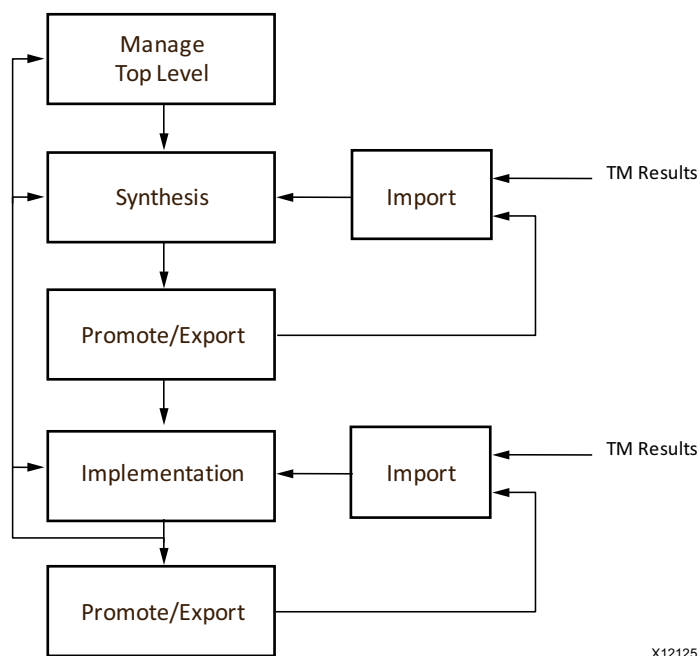 Manage
Top Level
Synthesis
Import
TM Results
Promote/Export
Implementation
Import
TM Results
Promote/Export
X12125